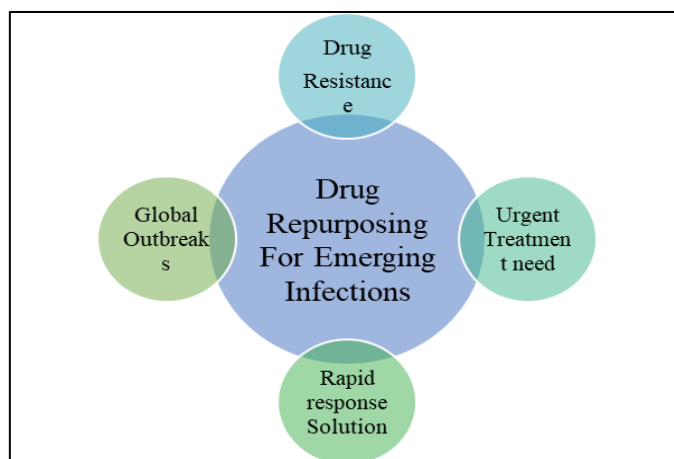 Drug
Resistanc
e
Global
Outbreak
s
Drug
Repurposing
For Emerging
Infections
Urgent
Treatmen
t need
Rapid
response
Solution